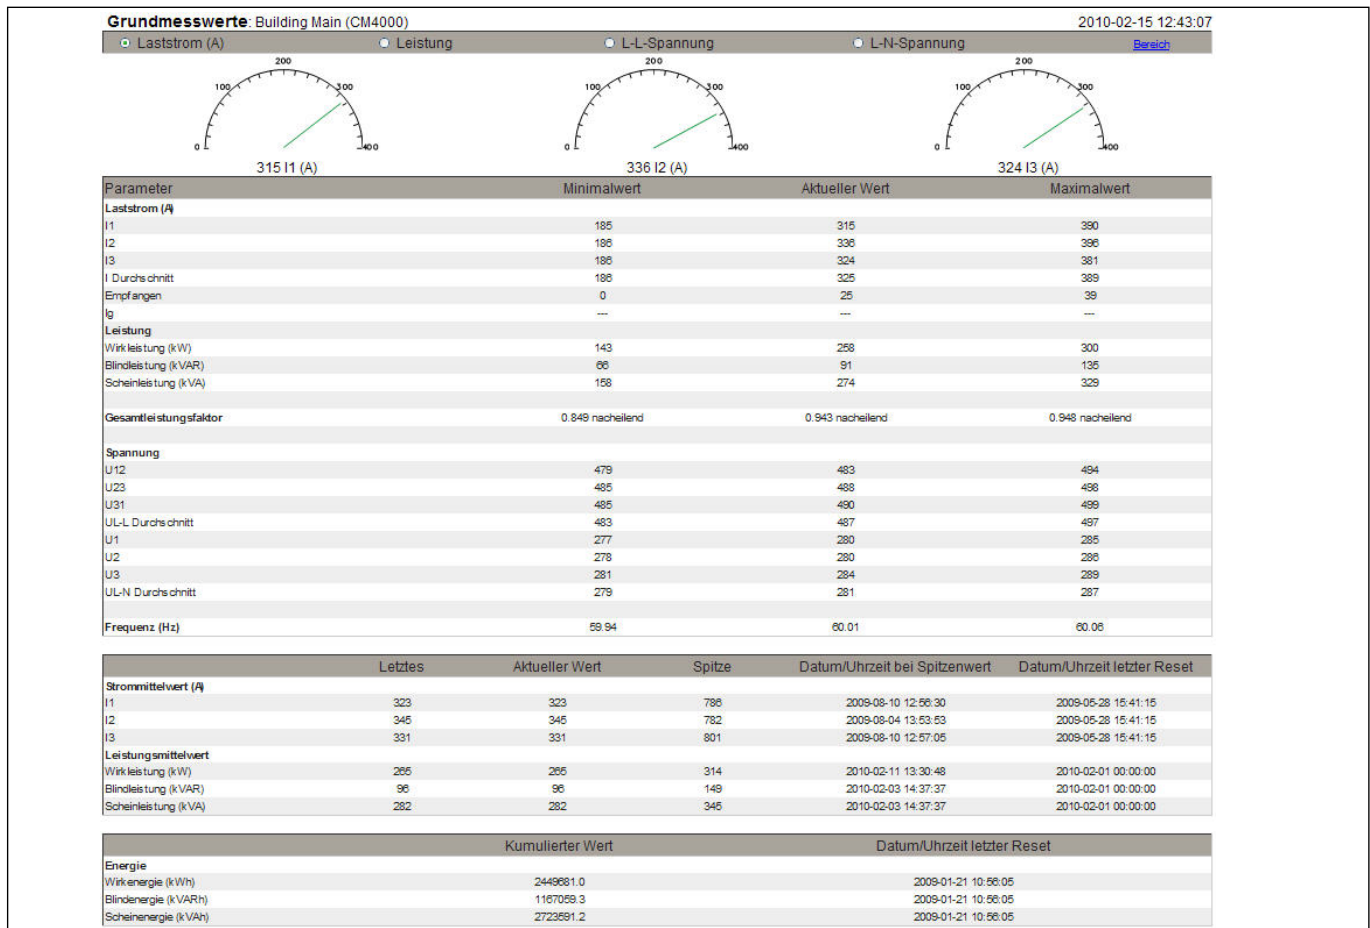 Grundmesswerte: Building Main (CM4000) 2010-02-15 12:43:07
Laststrom (A) Leistung L-L-Spannung L-N-Spannung Bereich
0 100 200 300 400
0 100 200 300 400
0 100 200 300 400
315 I1 (A) 336 I2 (A) 324 I3 (A)
Parameter Minimalwert Aktueller Wert Maximalwert
Laststrom (A)
I1 185 315 390
I2 186 336 396
I3 186 324 381
I Durchschnitt 186 325 389
Empfangen 0 25 39
Ig --- --- ---
Leistung
Wirkleistung (kW) 143 258 300
Blindleistung (kVAR) 66 91 135
Scheinleistung (kVA) 158 274 329
Gesamtleistungsfaktor 0.849 nacheilend 0.943 nacheilend 0.948 nacheilend
Spannung
U12 479 483 494
U23 485 488 498
U31 485 490 499
UL-L Durchschnitt 483 487 497
U1 277 280 285
U2 278 280 286
U3 281 284 289
UL-N Durchschnitt 279 281 287
Frequenz (Hz) 59.94 60.01 60.06
Letztes Aktueller Wert Spitze Datum/Uhrzeit bei Spitzenwert Datum/Uhrzeit letzter Reset
Strommittelwert (A)
I1 323 323 786 2009-08-10 12:56:30 2009-05-28 15:41:15
I2 345 345 782 2009-08-04 13:53:53 2009-05-28 15:41:15
I3 331 331 801 2009-08-10 12:57:05 2009-05-28 15:41:15
Leistungsmittelwert
Wirkleistung (kW) 265 265 314 2010-02-11 13:30:48 2010-02-01 00:00:00
Blindleistung (kVAR) 96 96 149 2010-02-03 14:37:37 2010-02-01 00:00:00
Scheinleistung (kVA) 282 282 345 2010-02-03 14:37:37 2010-02-01 00:00:00
Kumulierter Wert Datum/Uhrzeit letzter Reset
Energie
Wirkenergie (kWh) 2449681.0 2009-01-21 10:56:05
Blindenergie (kVARh) 1167059.3 2009-01-21 10:56:05
Scheinenergie (kVAh) 2723591.2 2009-01-21 10:56:05